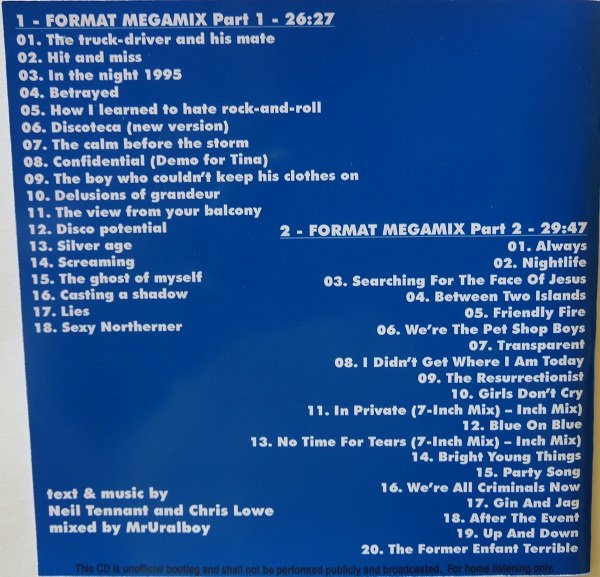 1 - FORMAT MEGAMIX Part 1 - 26:27
01. The truck-driver and his mate
02. Hit and miss
03. In the night 1995
04. Betrayed
05. How I learned to hate rock-and-roll
06. Discoteca (new version)
07. The calm before the storm
08. Confidential (Demo for Tina)
09. The boy who couldn't keep his clothes on
10. Delusions of grandeur
11. The view from your balcony
12. Disco potential
13. Silver age
14. Screaming
15. The ghost of myself
16. Casting a shadow
17. Lies
18. Sexy Northerner
2 - FORMAT MEGAMIX Part 2 - 29:47
01. Always
02. Nightlife
03. Searching For The Face Of Jesus
04. Between Two Islands
05. Friendly Fire
06. We're The Pet Shop Boys
07. Transparent
08. I Didn't Get Where I Am Today
09. The Resurrectionist
10. Girls Don't Cry
11. In Private (7-Inch Mix) – Inch Mix)
12. Blue On Blue
13. No Time For Tears (7-Inch Mix) – Inch Mix)
14. Bright Young Things
15. Party Song
16. We're All Criminals Now
17. Gin And Jag
18. After The Event
19. Up And Down
20. The Former Enfant Terrible
text & music by
Neil Tennant and Chris Lowe
mixed by MrUralboy
This CD is unofficial bootleg and shall not be performed publicly and broadcasted. For home listening only.